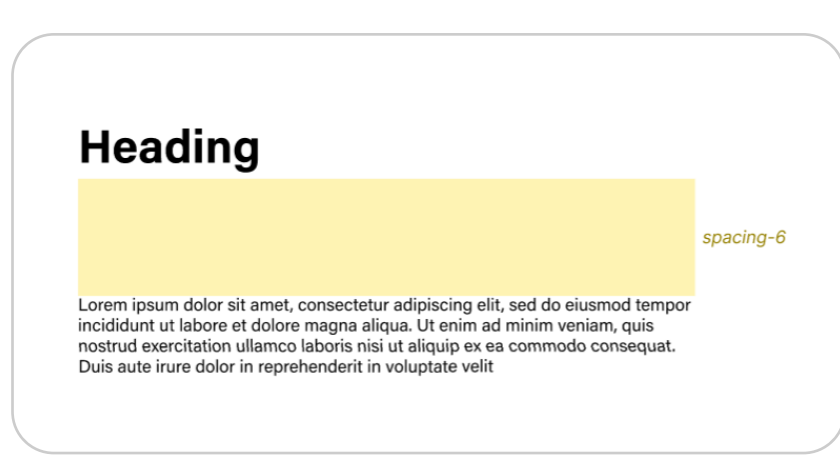 Heading
spacing-6
Lorem ipsum dolor sit amet, consectetur adipiscing elit, sed do eiusmod tempor
incididunt ut labore et dolore magna aliqua. Ut enim ad minim veniam, quis
nostrud exercitation ullamco laboris nisi ut aliquip ex ea commodo consequat.
Duis aute irure dolor in reprehenderit in voluptate velit